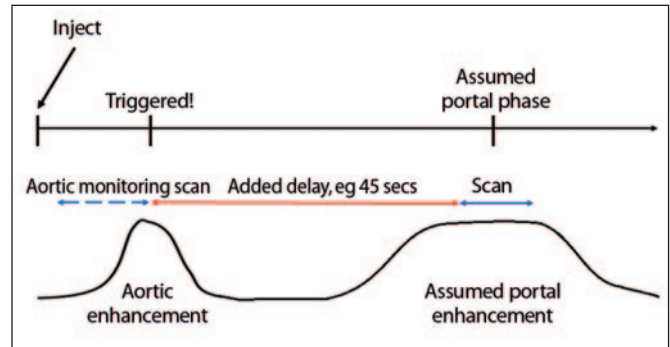 Inject
Triggered!
Assumed
portal phase
Aortic monitoring scan
Added delay, eg 45 secs
Scan
Aortic
enhancement
Assumed portal
enhancement